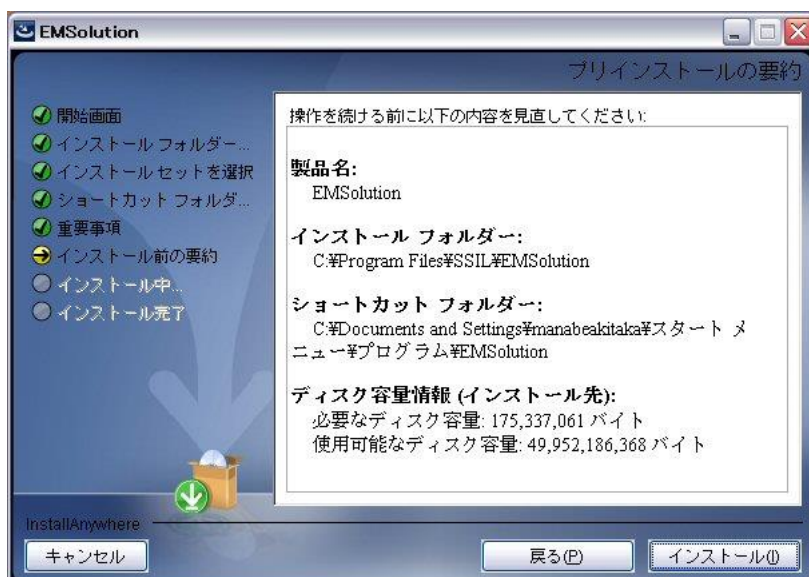 EMSolution
プリインストールの要約
開始画面
インストール フォルダー...
インストール セットを選択
ショートカット フォルダ...
重要事項
インストール前の要約
インストール中...
インストール完了
操作を続ける前に以下の内容を見直してください:
製品名:
EMSolution
インストール フォルダー:
C:¥Program Files¥SSIL¥EMSolution
ショートカット フォルダー:
C:¥Documents and Settings¥manabeakitaka¥スタート メ
ニュー¥プログラム¥EMSolution
ディスク容量情報 (インストール先):
必要なディスク容量: 175,337,061 バイト
使用可能なディスク容量: 49,952,186,368 バイト
InstallAnywhere
キャンセル
戻る(P)
インストール(I)